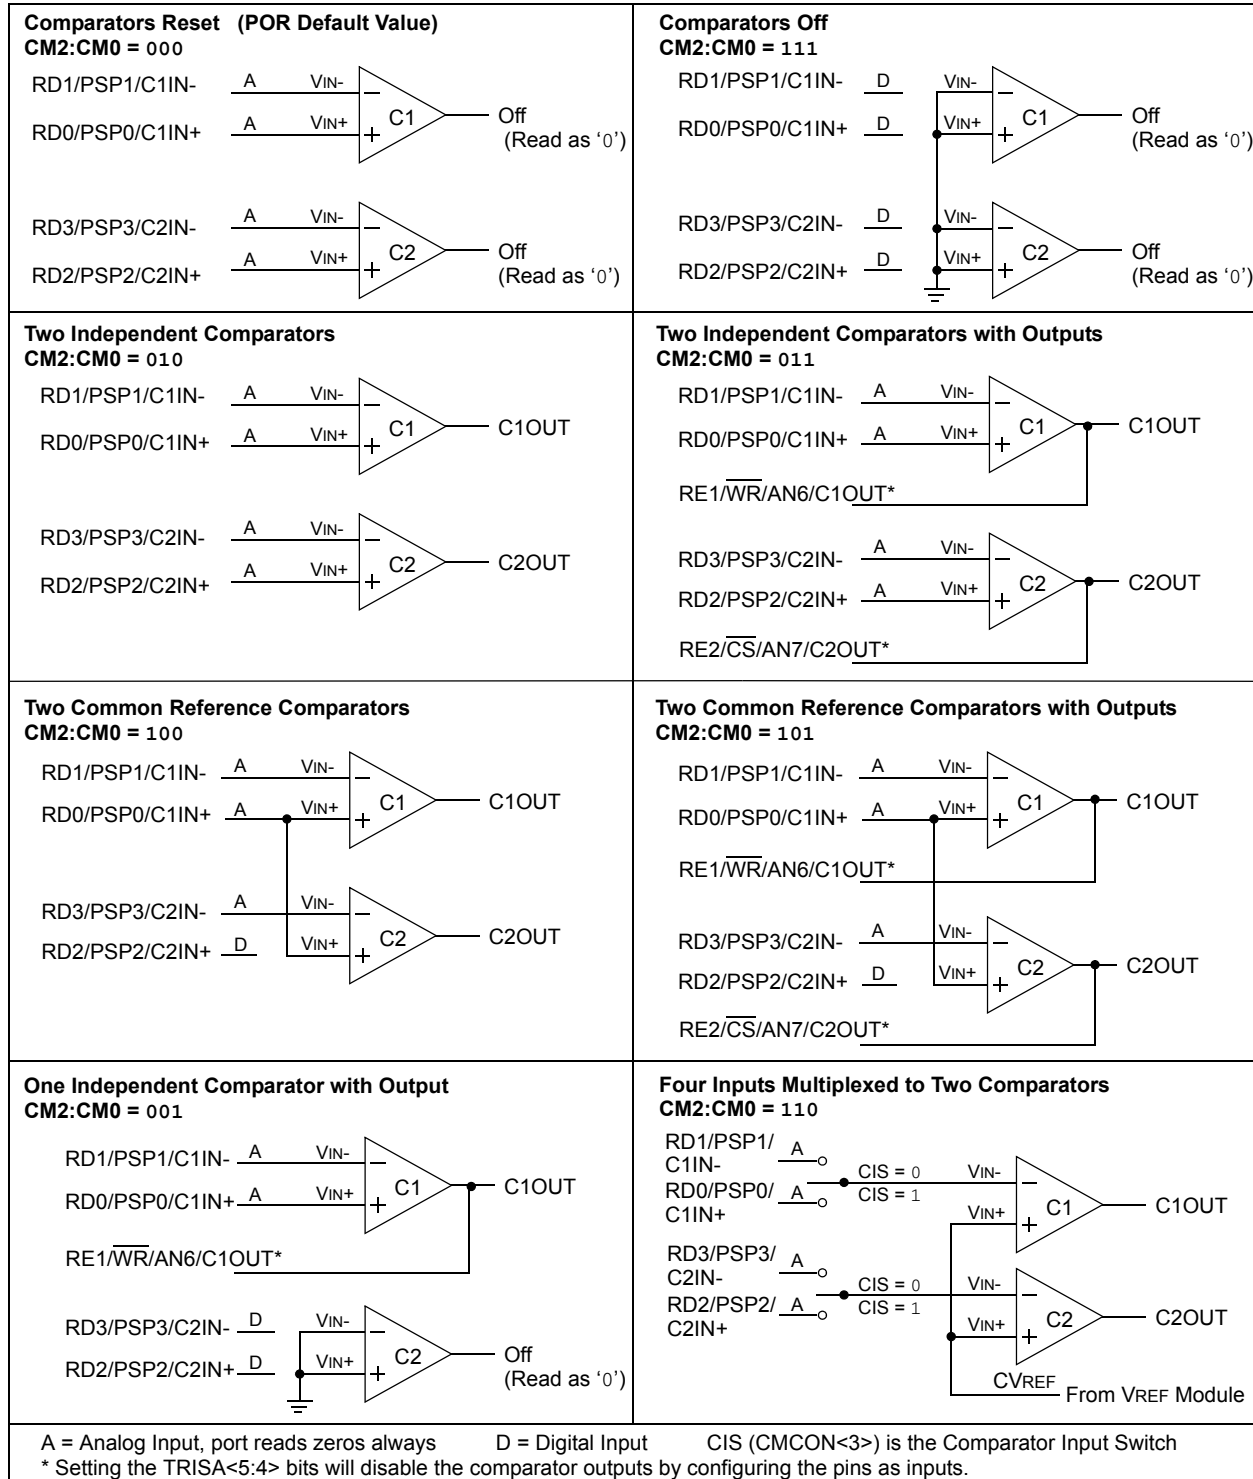 Comparators Reset (POR Default Value)
CM2:CM0 = 000
RD1/PSP1/C1IN- A VIN-
C1
Off
(Read as ‘0’)
RD0/PSP0/C1IN+ A VIN+
RD3/PSP3/C2IN- A VIN-
C2
Off
(Read as ‘0’)
RD2/PSP2/C2IN+ A VIN+
Comparators Off
CM2:CM0 = 111
RD1/PSP1/C1IN- D VIN-
C1
Off
(Read as ‘0’)
RD0/PSP0/C1IN+ D VIN+
RD3/PSP3/C2IN- D VIN-
C2
Off
(Read as ‘0’)
RD2/PSP2/C2IN+ D VIN+
Two Independent Comparators
CM2:CM0 = 010
RD1/PSP1/C1IN- A VIN-
C1 C1OUT
RD0/PSP0/C1IN+ A VIN+
RD3/PSP3/C2IN- A VIN-
C2 C2OUT
RD2/PSP2/C2IN+ A VIN+
Two Independent Comparators with Outputs
CM2:CM0 = 011
RD1/PSP1/C1IN- A VIN-
C1 C1OUT
RD0/PSP0/C1IN+ A VIN+
RE1/WR/AN6/C1OUT*
RD3/PSP3/C2IN- A VIN-
C2 C2OUT
RD2/PSP2/C2IN+ A VIN+
RE2/CS/AN7/C2OUT*
Two Common Reference Comparators
CM2:CM0 = 100
RD1/PSP1/C1IN- A VIN-
C1 C1OUT
RD0/PSP0/C1IN+ A VIN+
RD3/PSP3/C2IN- A VIN-
C2 C2OUT
RD2/PSP2/C2IN+ D VIN+
Two Common Reference Comparators with Outputs
CM2:CM0 = 101
RD1/PSP1/C1IN- A VIN-
C1 C1OUT
RD0/PSP0/C1IN+ A VIN+
RE1/WR/AN6/C1OUT*
RD3/PSP3/C2IN- A VIN-
C2 C2OUT
RD2/PSP2/C2IN+ D VIN+
RE2/CS/AN7/C2OUT*
One Independent Comparator with Output
CM2:CM0 = 001
RD1/PSP1/C1IN- A VIN-
C1 C1OUT
RD0/PSP0/C1IN+ A VIN+
RE1/WR/AN6/C1OUT*
RD3/PSP3/C2IN- D VIN-
C2
Off
(Read as ‘0’)
RD2/PSP2/C2IN+ D VIN+
Four Inputs Multiplexed to Two Comparators
CM2:CM0 = 110
RD1/PSP1/
C1IN- A
CIS = 0 VIN-
RD0/PSP0/
C1IN+ A
CIS = 1 VIN+
C1 C1OUT
RD3/PSP3/
C2IN- A
CIS = 0 VIN-
RD2/PSP2/
C2IN+ A
CIS = 1 VIN+
C2 C2OUT
CVREF
From VREF Module
A = Analog Input, port reads zeros always D = Digital Input CIS (CMCON<3>) is the Comparator Input Switch
* Setting the TRISA<5:4> bits will disable the comparator outputs by configuring the pins as inputs.